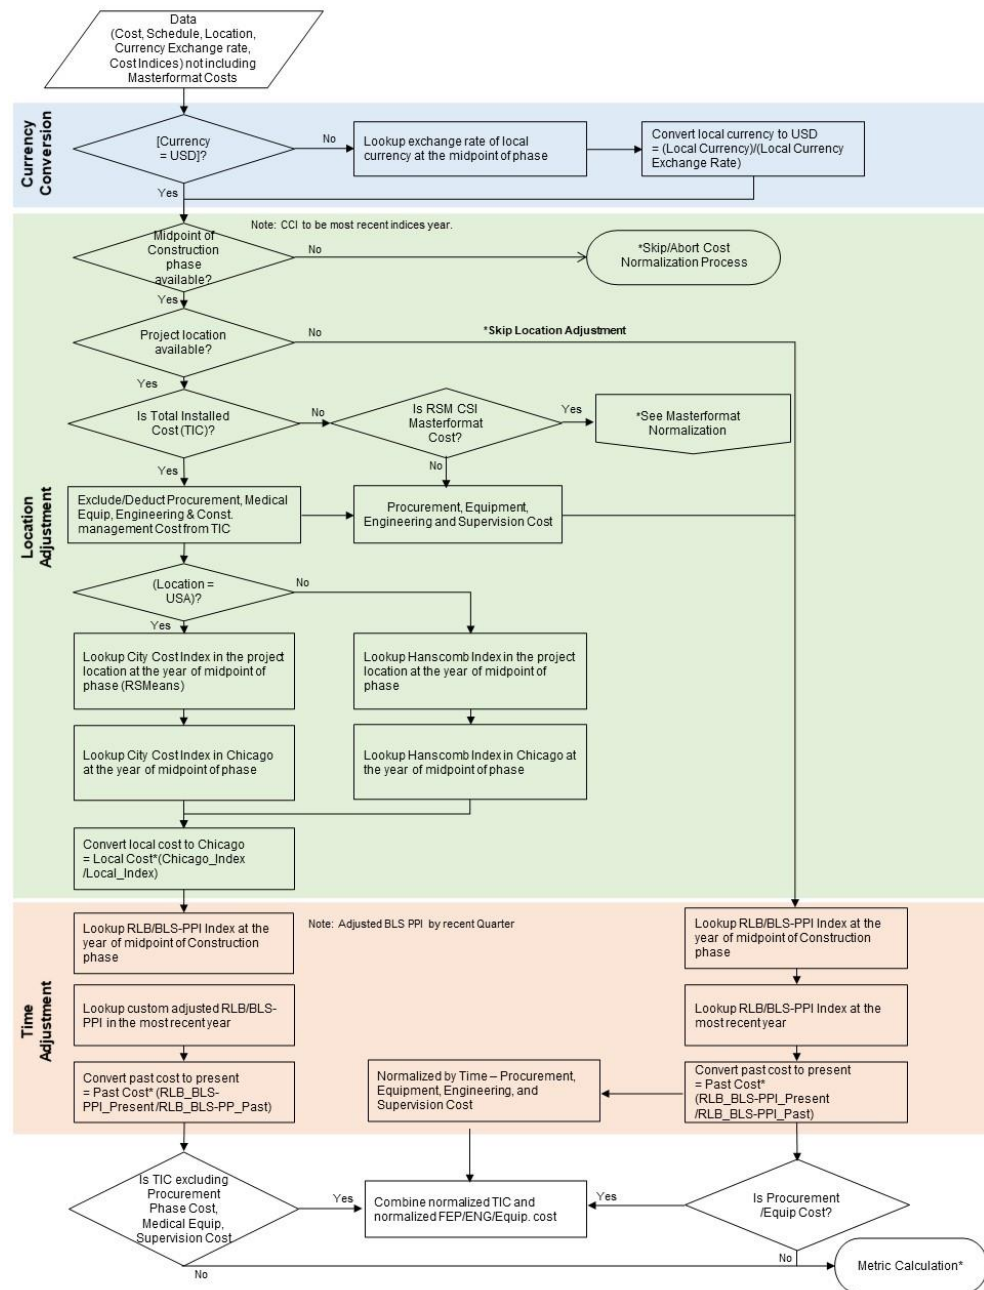 Data
(Cost, Schedule, Location,
Currency Exchange rate,
Cost Indices) not including
Masterformat Costs
Currency
Conversion
[Currency
= USD]?
No
Lookup exchange rate of local
currency at the midpoint of phase
Convert local currency to USD
= (Local Currency)/(Local Currency
Exchange Rate)
Yes
Location
Adjustment
Note: CCI to be most recent indices year.
Midpoint of
Construction
phase
available?
No
*Skip/Abort Cost
Normalization Process
Yes
Project location
available?
No
*Skip Location Adjustment
Yes
Is Total Installed
Cost (TIC)?
No
Is RSM CSI
Masterformat
Cost?
Yes
*See Masterformat
Normalization
Yes
No
Exclude/Deduct Procurement, Medical
Equip, Engineering & Const.
management Cost from TIC
Procurement, Equipment,
Engineering and Supervision Cost
(Location =
USA)?
No
Yes
Lookup City Cost Index in the project
location at the year of midpoint of
phase (RSMeans)
Lookup Hanscomb Index in the project
location at the year of midpoint of
phase
Lookup City Cost Index in Chicago
at the year of midpoint of phase
Lookup Hanscomb Index in Chicago at
the year of midpoint of phase
Convert local cost to Chicago
= Local Cost*(Chicago_Index
/Local_Index)
Time
Adjustment
Lookup RLB/BLS-PPI Index at the
year of midpoint of Construction
phase
Note: Adjusted BLS PPI by recent Quarter
Lookup RLB/BLS-PPI Index at the
year of midpoint of Construction
phase
Lookup custom adjusted RLB/BLS-
PPI in the most recent year
Lookup RLB/BLS-PPI Index at the
most recent year
Convert past cost to present
= Past Cost* (RLB_BLS-
PPI_Present /RLB_BLS-PP_Past)
Normalized by Time – Procurement,
Equipment, Engineering, and
Supervision Cost
Convert past cost to present
= Past Cost*
(RLB_BLS-PPI_Present
/RLB_BLS-PPI_Past)
Is TIC excluding
Procurement
Phase Cost,
Medical Equip,
Supervision Cost
Yes
Combine normalized TIC and
normalized FEP/ENG/Equip. cost
Yes
Is Procurement
/Equip Cost?
No
No
Metric Calculation*